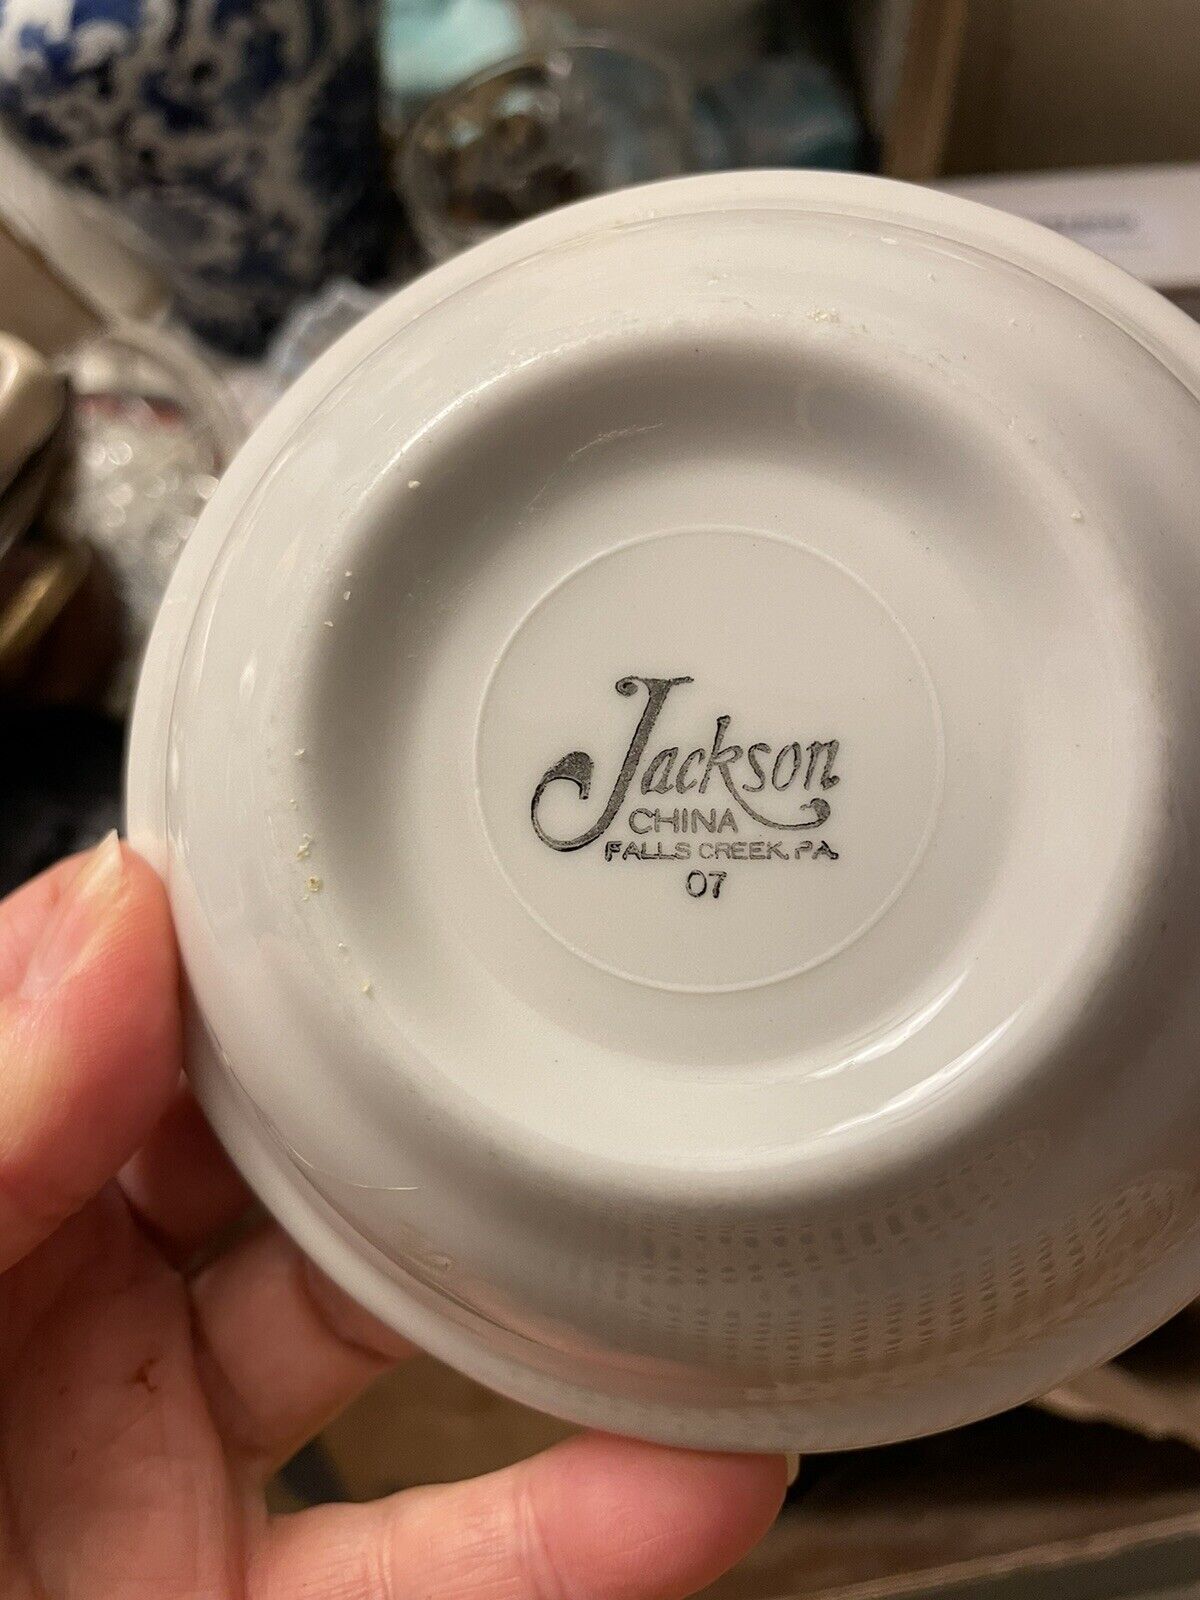 Jackson
CHINA
FALLS CREEK, PA.
07